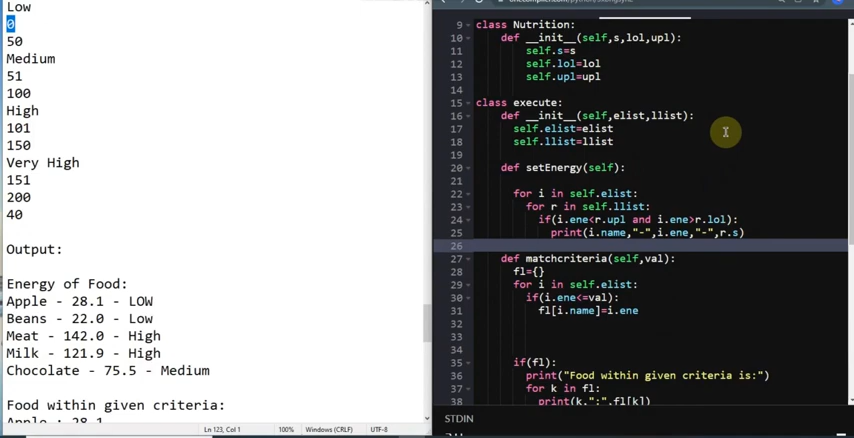 Low
0
50
Medium
51
100
High
101
150
Very High
151
200
40
Output:
Energy of Food:
Apple - 28.1 - LOW
Beans - 22.0 - Low
Meat - 142.0 - High
Milk - 121.9 - High
Chocolate - 75.5 - Medium
Food within given criteria:
Apple : 28.1
Ln 123, Col 1 100% Windows (CRLF) UTF-8
9 class Nutrition:
10 def __init__(self,s,lol,upl):
11 self.s=s
12 self.lol=lol
13 self.upl=upl
14
15 class execute:
16 def __init__(self,elist,llist):
17 self.elist=elist
18 self.llist=llist
19
20 def setEnergy(self):
21
22 for i in self.elist:
23 for r in self.llist:
24 if(i.ene<r.upl and i.ene>r.lol):
25 print(i.name,"-",i.ene,"-",r.s)
26
27 def matchcriteria(self,val):
28 fl={}
29 for i in self.elist:
30 if(i.ene<=val):
31 fl[i.name]=i.ene
32
33
34
35 if(fl):
36 print("Food within given criteria is:")
37 for k in fl:
38 print(k,":",fl[k])
STDIN